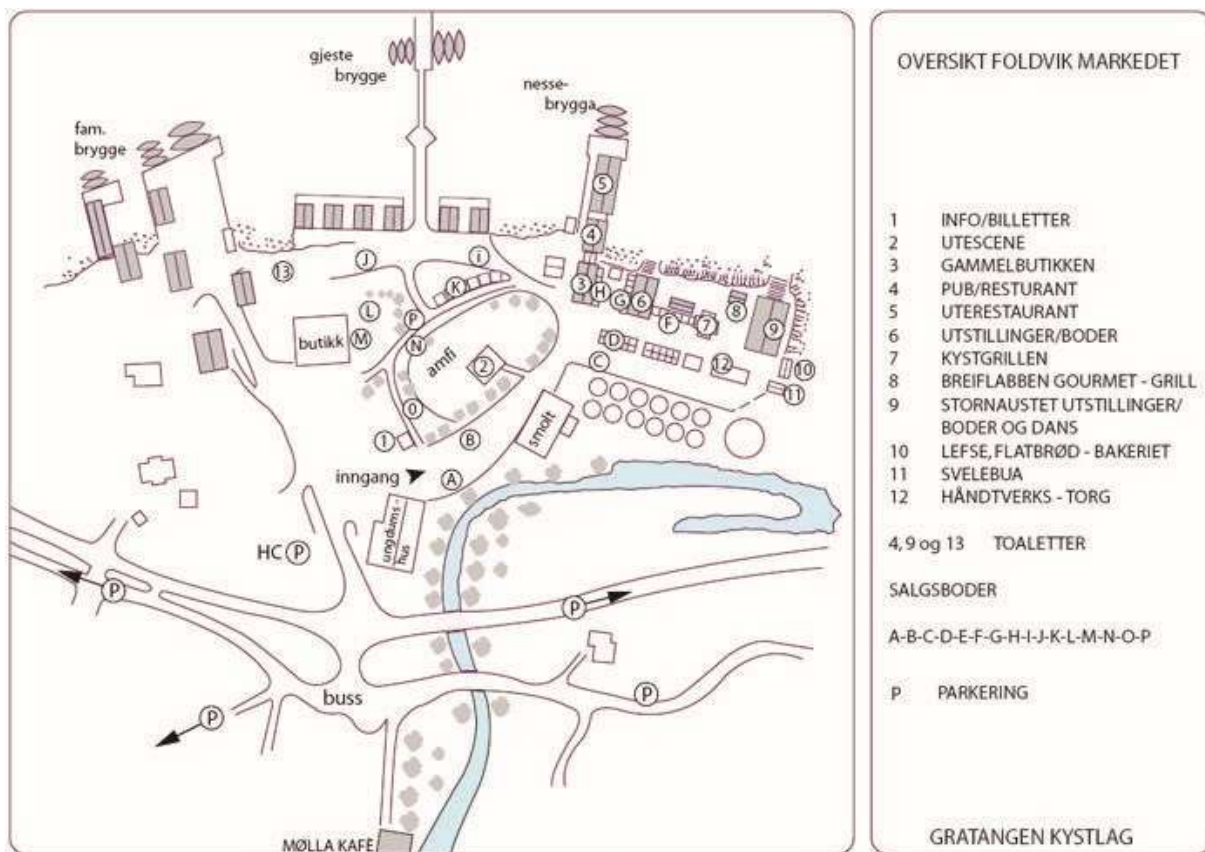 gjeste
brygge
nesse-
brygga
fam.
brygge
5
4
13
J
i
K
3
H
G
6
F
7
8
9
L
P
butikk
M
N
amfi
2
D
12
C
10
11
O
1
B
smolt
inngang
A
ungdums-
hus
HC P
P
P
buss
P
P
MØLLA KAFÈ
OVERSIKT FOLDVIK MARKEDET
1 INFO/BILLETTER
2 UTESCENE
3 GAMMELBUTIKKEN
4 PUB/RESTURANT
5 UTERESTAURANT
6 UTSTILLINGER/BODER
7 KYSTGRILLEN
8 BREIFLABBEN GOURMET - GRILL
9 STORNAUSTET UTSTILLINGER/
BODER OG DANS
10 LEFSE, FLATBRØD - BAKERIET
11 SVELEBUA
12 HÅNDTVERKS - TORG
4, 9 og 13 TOALETTER
SALGSBODER
A-B-C-D-E-F-G-H-I-J-K-L-M-N-O-P
P PARKERING
GRATANGEN KYSTLAG